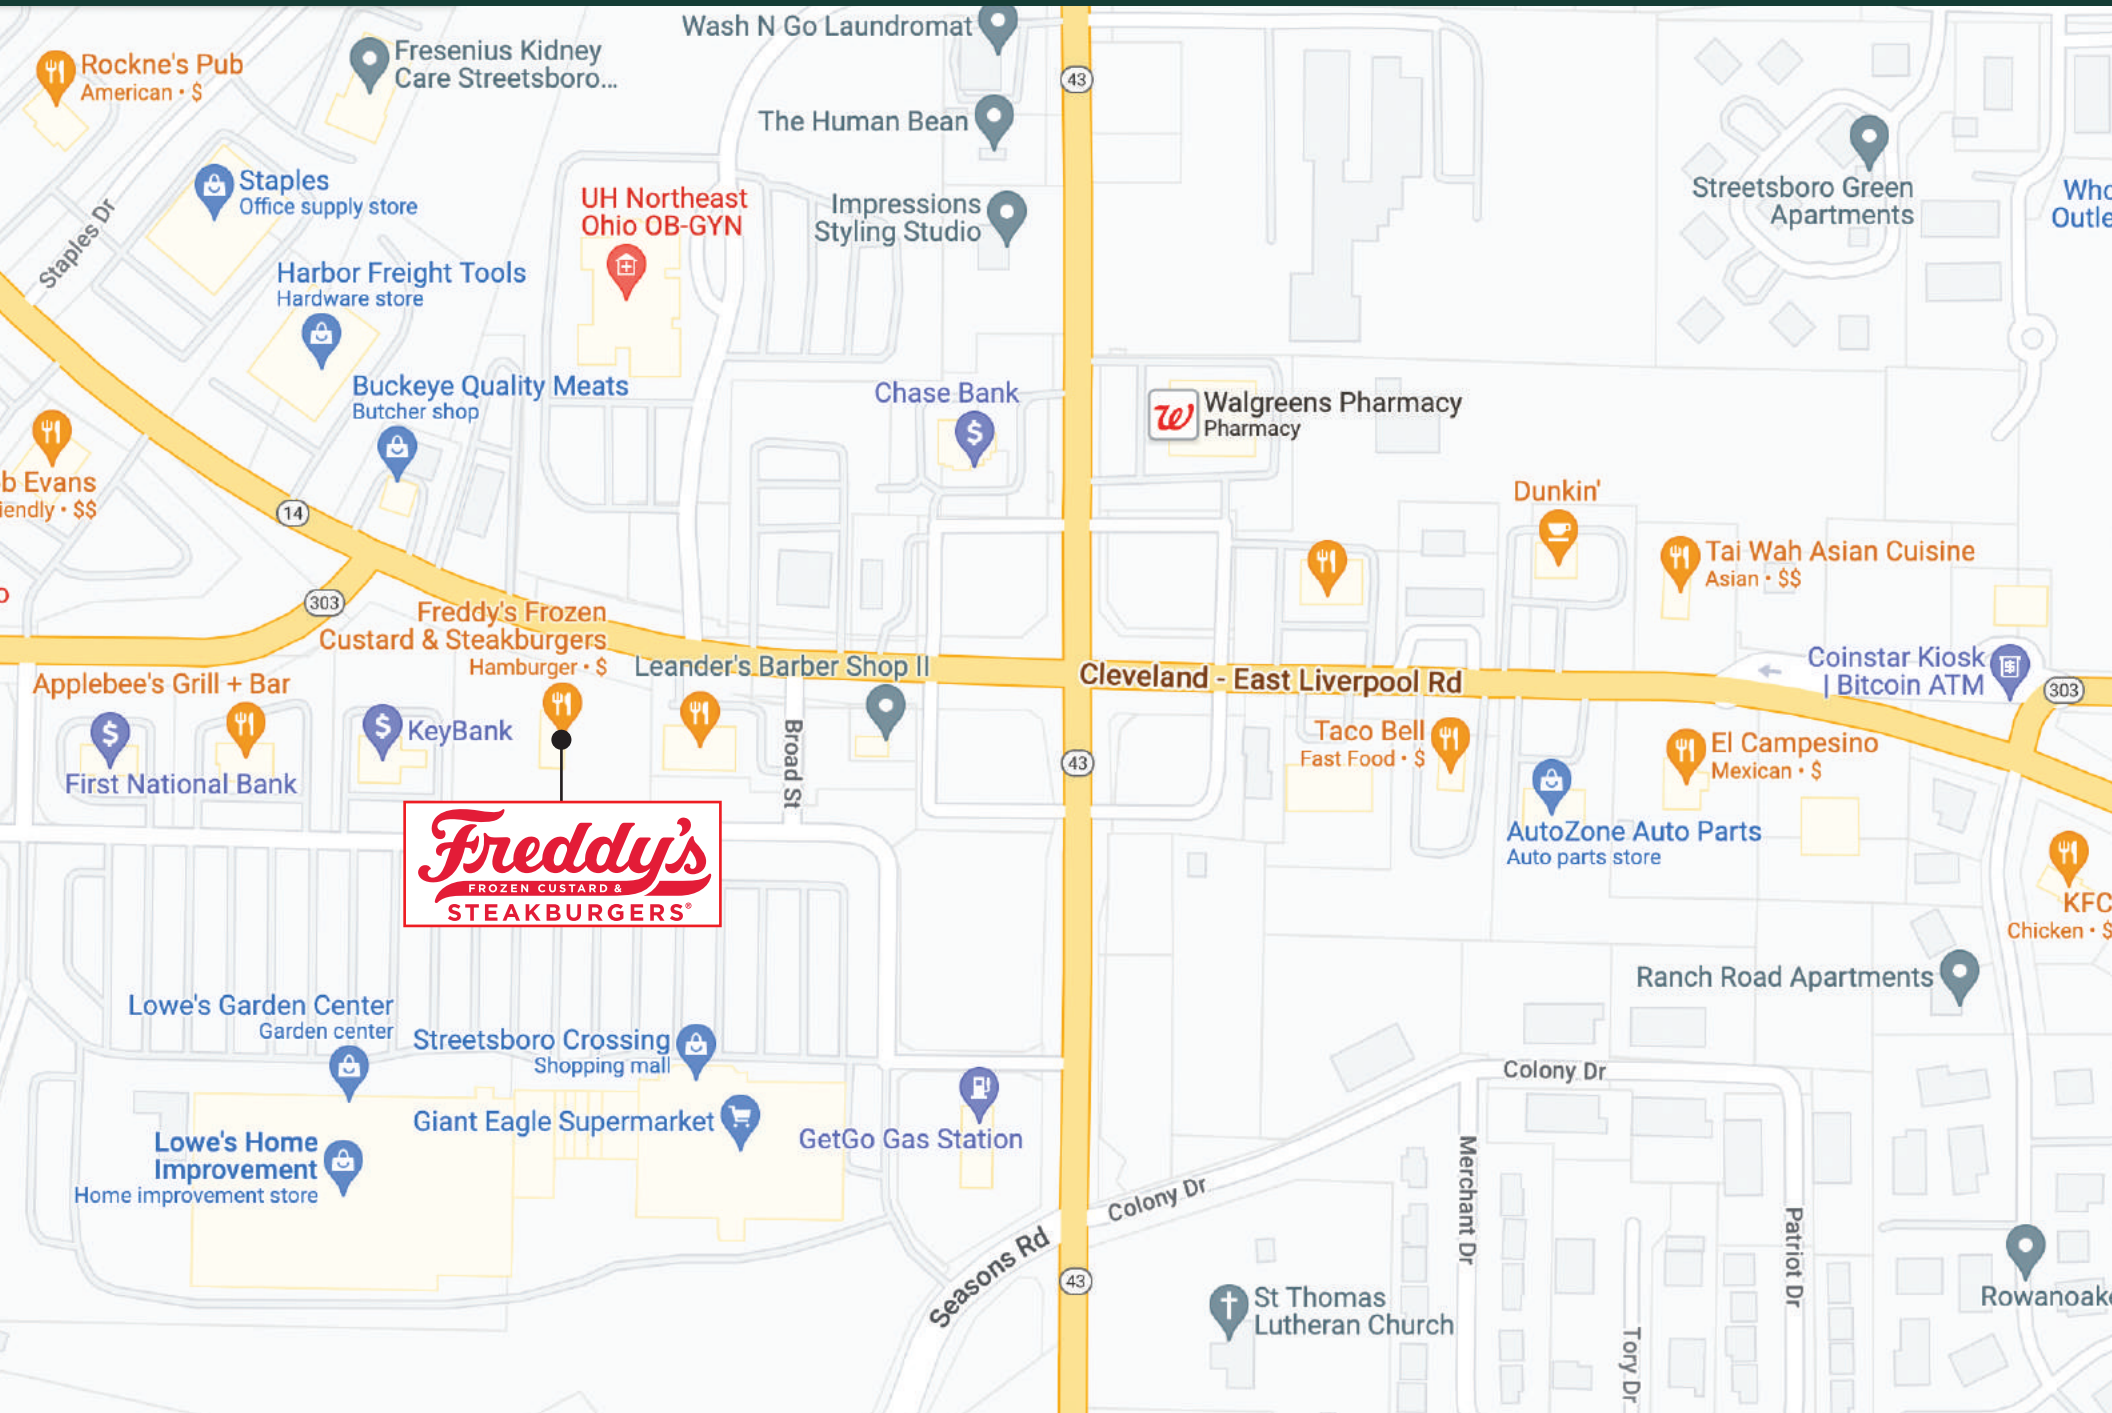 Wash N Go Laundromat
Rockne's Pub
American • $
Fresenius Kidney
Care Streetsboro...
43
The Human Bean
Staples
Office supply store
Staples Dr
UH Northeast
Ohio OB-GYN
Impressions
Styling Studio
Streetsboro Green
Apartments
Who
Outle
Harbor Freight Tools
Hardware store
Buckeye Quality Meats
Butcher shop
Chase Bank
Walgreens Pharmacy
Pharmacy
b Evans
iendly • $$
14
Dunkin'
Tai Wah Asian Cuisine
Asian • $$
303
Freddy's Frozen
Custard & Steakburgers
Hamburger • $
Leander's Barber Shop II
Cleveland - East Liverpool Rd
Coinstar Kiosk
| Bitcoin ATM
303
Applebee's Grill + Bar
KeyBank
First National Bank
Broad St
43
Taco Bell
Fast Food • $
El Campesino
Mexican • $
AutoZone Auto Parts
Auto parts store
Freddy's
FROZEN CUSTARD &
STEAKBURGERS®
KFC
Chicken • $
Ranch Road Apartments
Lowe's Garden Center
Garden center
Streetsboro Crossing
Shopping mall
Giant Eagle Supermarket
GetGo Gas Station
Colony Dr
Lowe's Home
Improvement
Home improvement store
Colony Dr
Merchant Dr
Patriot Dr
Seasons Rd
43
St Thomas
Lutheran Church
Rowanoak
Tory Dr